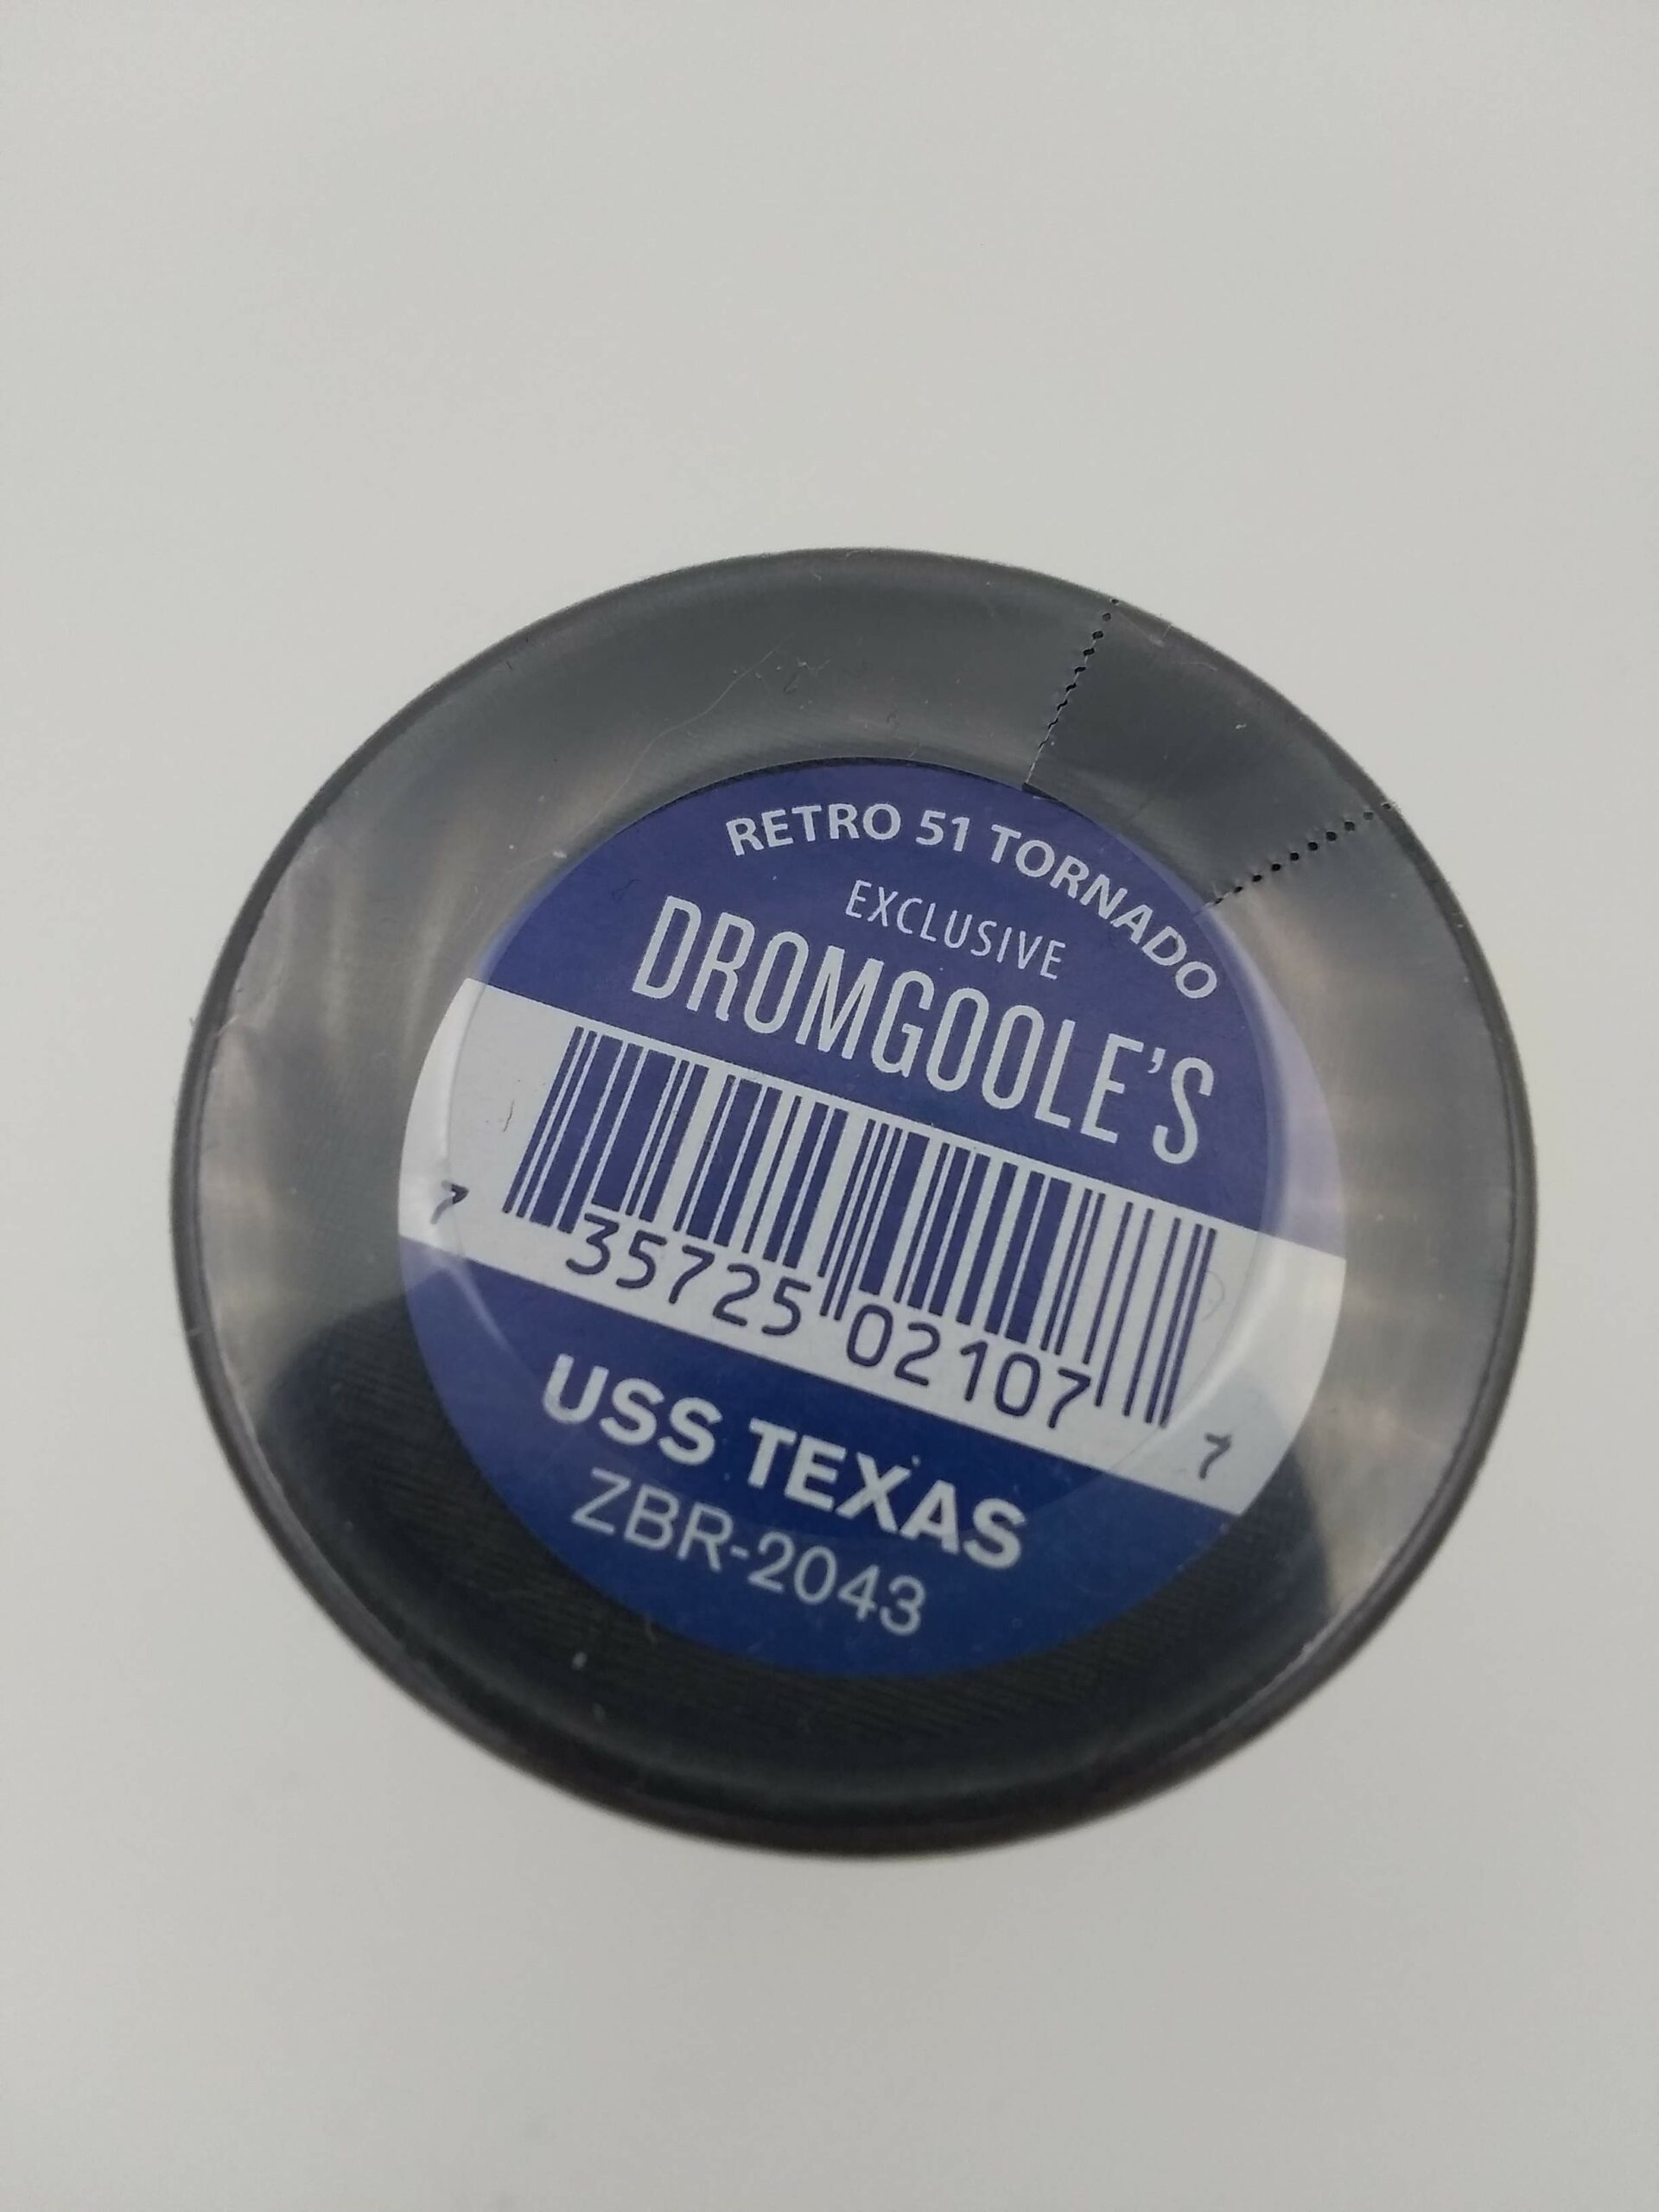 RETRO 51 TORNADO
EXCLUSIVE
DROMGOOLE'S
7 35725 02107 7
USS TEXAS
ZBR-2043